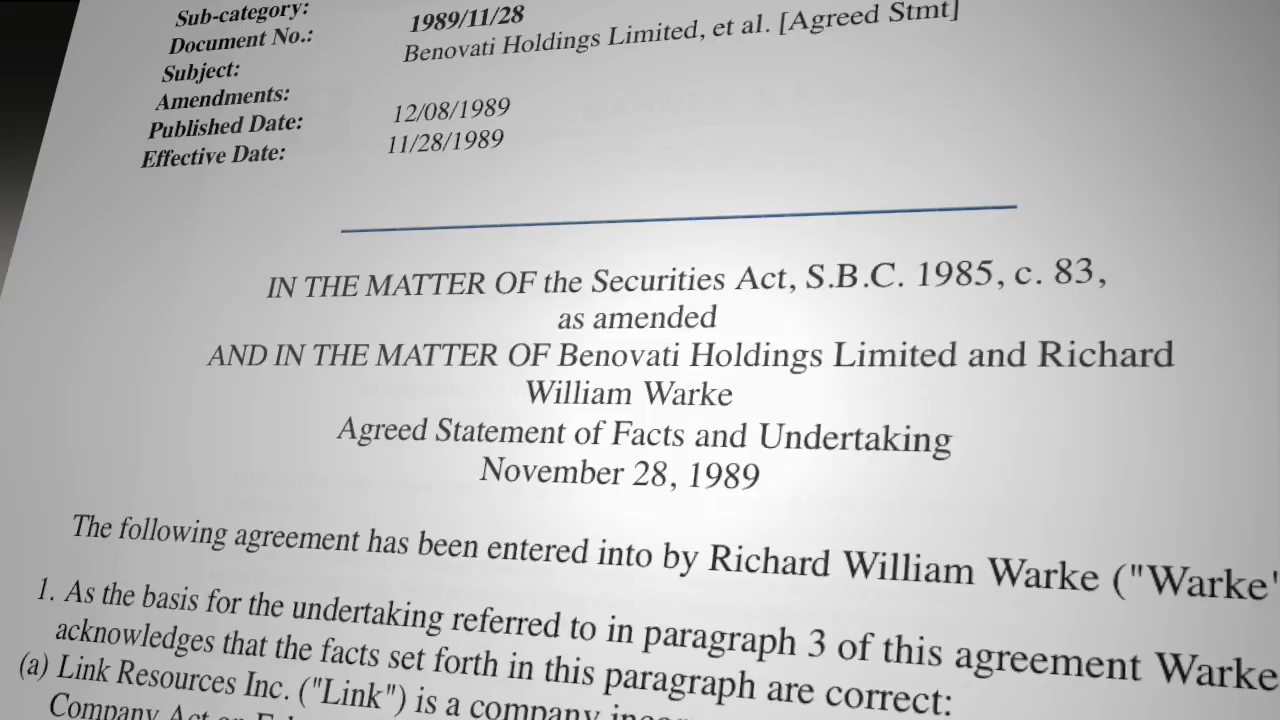 Sub-category:
Document No.: 1989/11/28
Subject: Benovati Holdings Limited, et al. [Agreed Stmt]
Amendments:
Published Date: 12/08/1989
Effective Date: 11/28/1989
IN THE MATTER OF the Securities Act, S.B.C. 1985, c. 83,
as amended
AND IN THE MATTER OF Benovati Holdings Limited and Richard
William Warke
Agreed Statement of Facts and Undertaking
November 28, 1989
The following agreement has been entered into by Richard William Warke ("Warke"
1. As the basis for the undertaking referred to in paragraph 3 of this agreement Warke
acknowledges that the facts set forth in this paragraph are correct:
(a) Link Resources Inc. ("Link") is a company
Company Act on